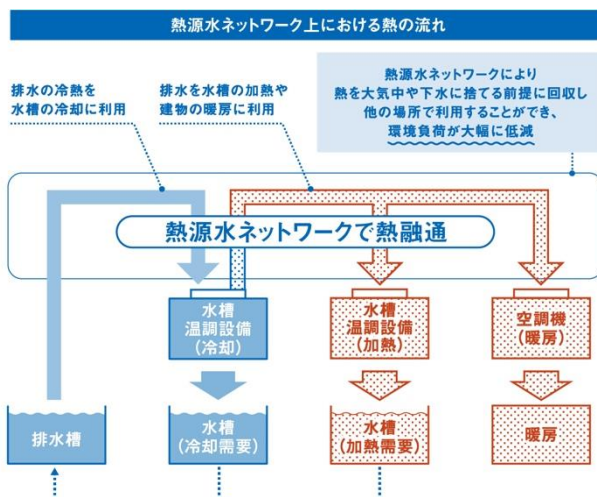 熱源水ネットワーク上における熱の流れ
排水の冷熱を
水槽の冷却に利用
排水を水槽の加熱や
建物の暖房に利用
熱源水ネットワークにより
熱を大気中や下水に捨てる前提に回収し
他の場所で利用することができ、
環境負荷が大幅に低減
熱源水ネットワークで熱融通
水槽
温調設備
(冷却)
水槽
温調設備
(加熱)
空調機
(暖房)
排水槽
水槽
(冷却需要)
水槽
(加熱需要)
暖房